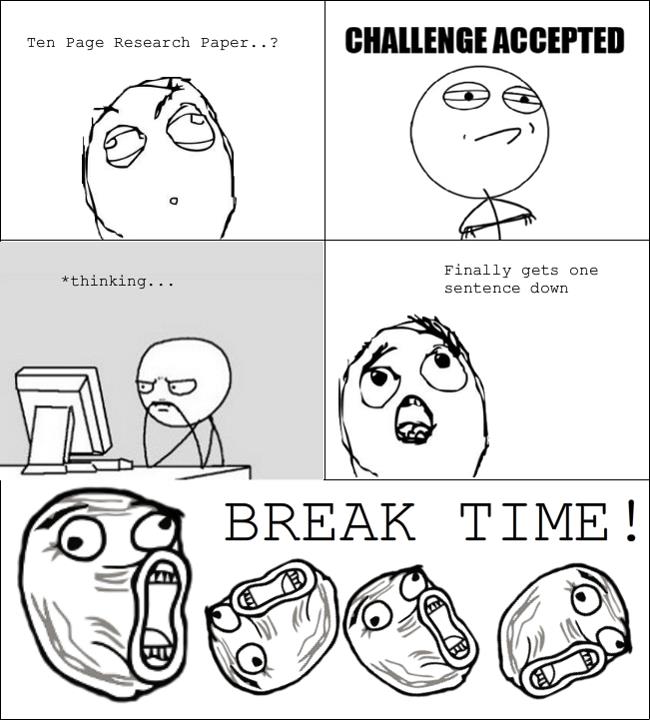 Ten Page Research Paper..?
CHALLENGE ACCEPTED
*thinking...
Finally gets one
sentence down
BREAK TIME!